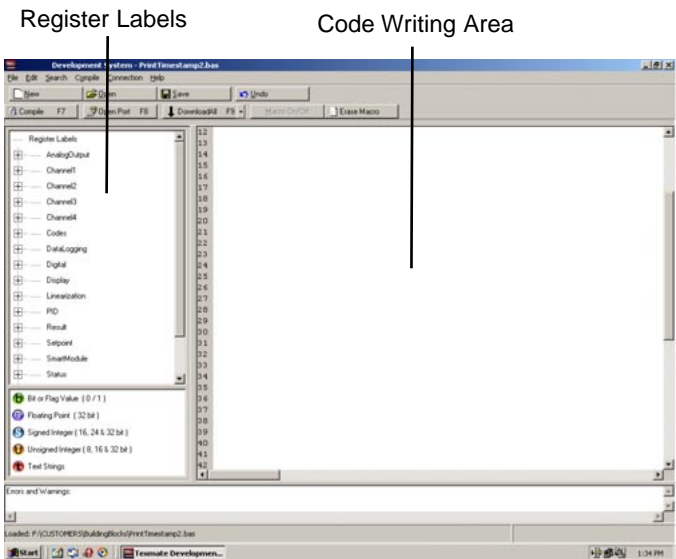 Register Labels
Code Writing Area
Development System - PrintTimestamp2.bas
File Edit Search Compile Connection Help
New Open Save Undo
Compile F7 Open Port F8 DownloadAll F9 Macro On/Off Erase Macro
Register Labels
AnalogOutput
Channel1
Channel2
Channel3
Channel4
Codes
DataLogging
Digital
Display
Linearization
PID
Result
Setpoint
SmartModule
Status
Bit or Flag Value ( 0 / 1 )
Floating Point ( 32 bit )
Signed Integer ( 16, 24 & 32 bit )
Unsigned Integer ( 8, 16 & 32 bit )
Text Strings
12
13
14
15
16
17
18
19
20
21
22
23
24
25
26
27
28
29
30
31
32
33
34
35
36
37
38
39
40
41
42
Errors and Warnings:
Loaded: P:\CUSTOMERS\BuildingBlocks\PrintTimestamp2.bas
Start Texmate Developmen... 1:34 PM